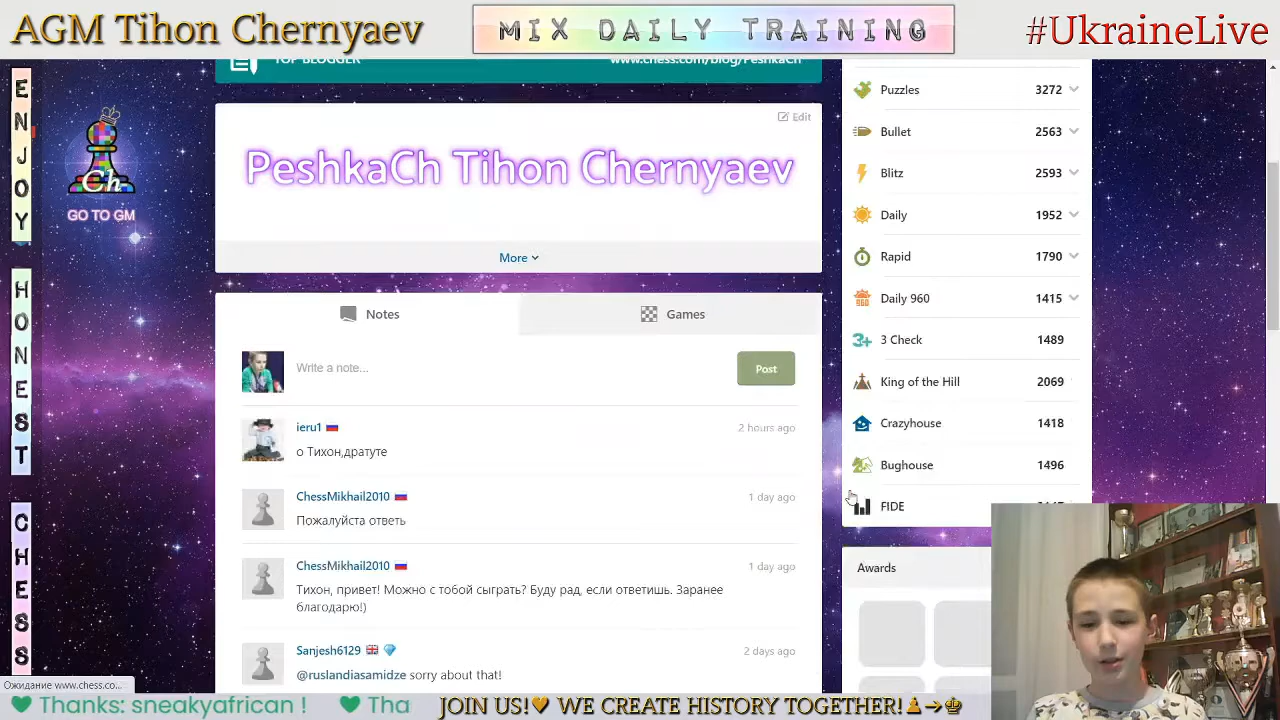 AGM Tihon Chernyaev
MIX DAILY TRAINING
#UkraineLive
ENJOY
HONEST
CHESS
Ch
GO TO GM
TOP BLOGGER
www.chess.com/blog/PeshkaCh
Edit
PeshkaCh Tihon Chernyaev
More
Notes
Games
Write a note...
Post
ieru1
2 hours ago
о Тихон,дратуте
ChessMikhail2010
1 day ago
Пожалуйста ответь
ChessMikhail2010
1 day ago
Тихон, привет! Можно с тобой сыграть? Буду рад, если ответишь. Заранее
благодарю!)
Sanjesh6129
2 days ago
@ruslandiasamidze sorry about that!
Puzzles 3272
Bullet 2563
Blitz 2593
Daily 1952
Rapid 1790
Daily 960 1415
3+ 3 Check 1489
King of the Hill 2069
Crazyhouse 1418
Bughouse 1496
FIDE
Awards
Ожидание www.chess.co...
Thanks: sneakyafrican !
Tha
JOIN US! WE CREATE HISTORY TOGETHER!